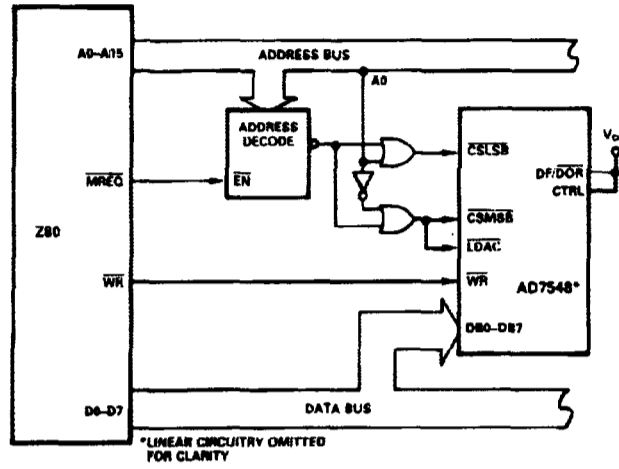 A0–A15
ADDRESS BUS
A0
ADDRESS
DECODE
CSLSB
DF/DOR
CTRL
MREQ
EN
Z80
CSMSB
LDAC
WR
WR
AD7548*
DB0–DB7
D0–D7
DATA BUS
*LINEAR CIRCUITRY OMITTED
FOR CLARITY